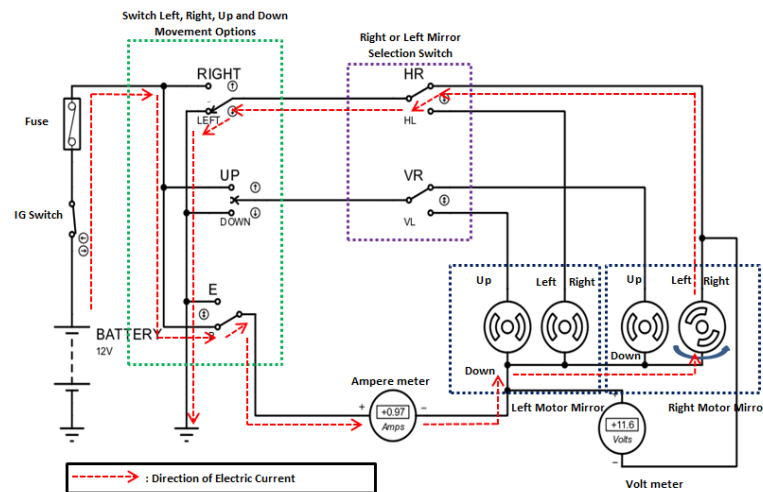 Switch Left, Right, Up and Down
Movement Options
Right or Left Mirror
Selection Switch
RIGHT
HR
Fuse
LEFT
HL
UP
VR
IG Switch
DOWN
VL
E
Up
Left
Right
Up
Left
Right
BATTERY
12V
Down
Down
Ampere meter
+
+0.97
Amps
−
Left Motor Mirror
Right Motor Mirro
+
+11.6
Volts
−
Volt meter
: Direction of Electric Current